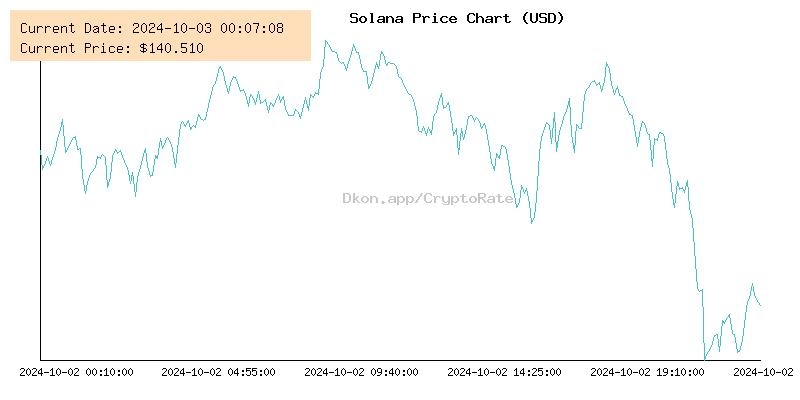 Solana Price Chart (USD)
Current Date: 2024-10-03 00:07:08
Current Price: $140.510
Dkon.app/CryptoRate
2024-10-02 00:10:00
2024-10-02 04:55:00
2024-10-02 09:40:00
2024-10-02 14:25:00
2024-10-02 19:10:00
2024-10-02